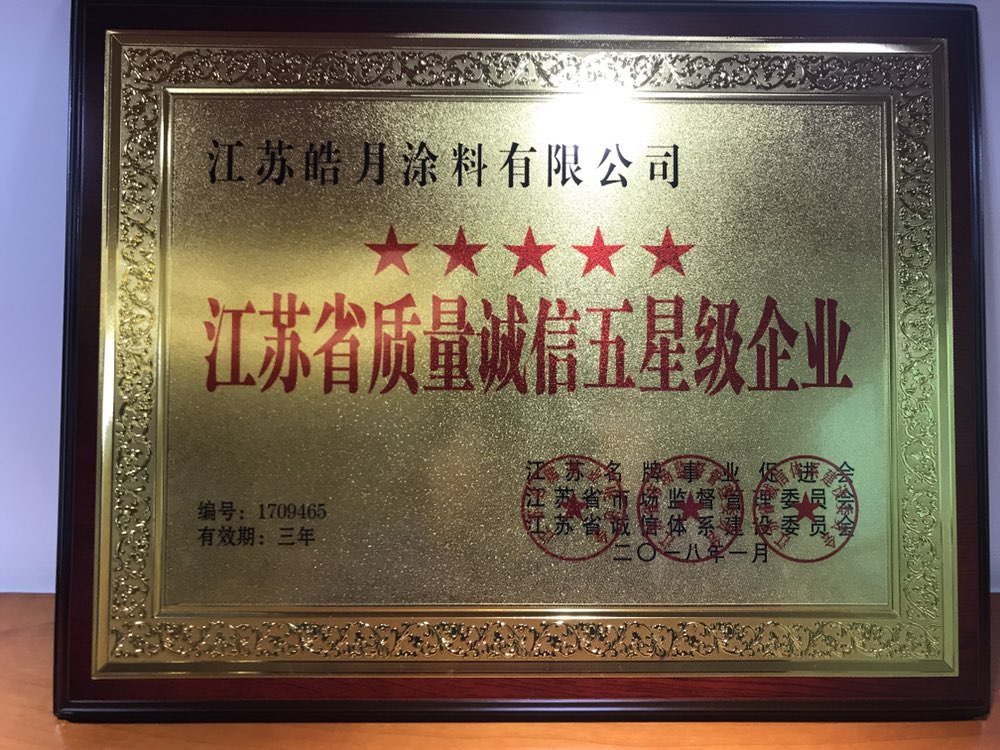 江苏皓月涂料有限公司
★★★★★
江苏省质量诚信五星级企业
编号：1709465
有效期：三年
江苏名牌事业促进会
江苏省市场监督管理委员会
江苏省诚信体系建设委员会
二〇一八年一月